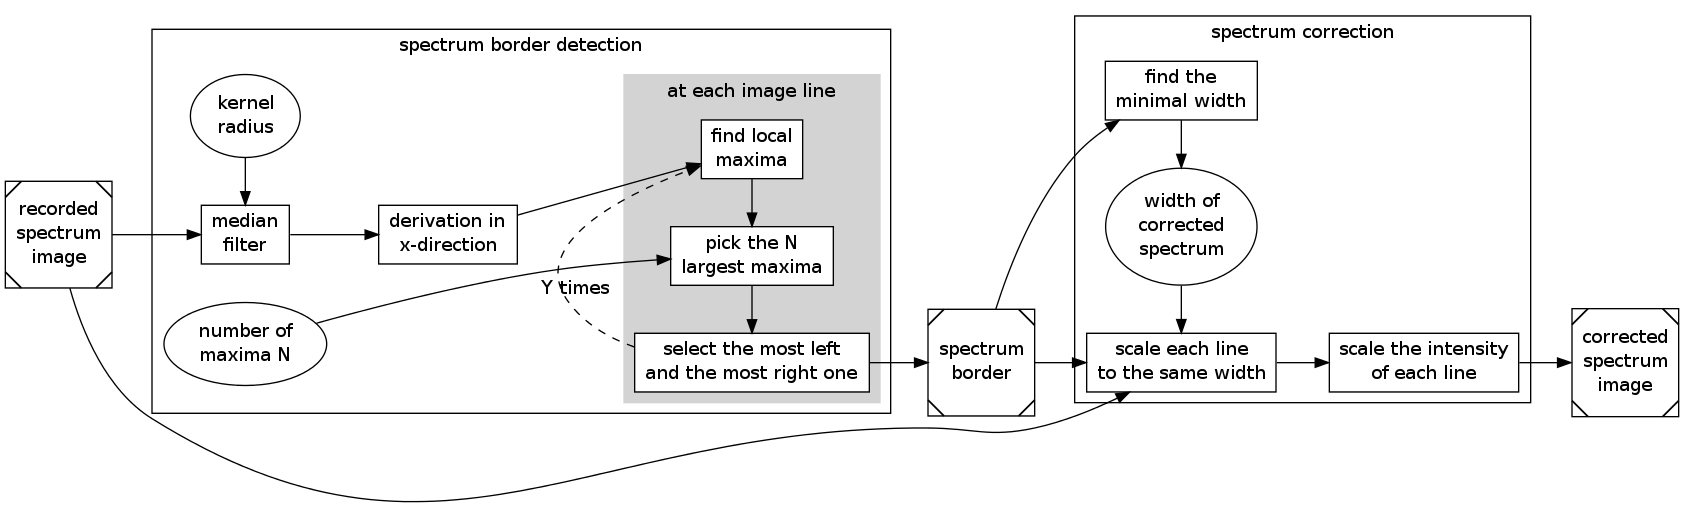 spectrum border detection
spectrum correction
kernel
radius
at each image line
find local
maxima
find the
minimal width
recorded
spectrum
image
median
filter
derivation in
x-direction
pick the N
largest maxima
width of
corrected
spectrum
Y times
number of
maxima N
select the most left
and the most right one
spectrum
border
scale each line
to the same width
scale the intensity
of each line
corrected
spectrum
image